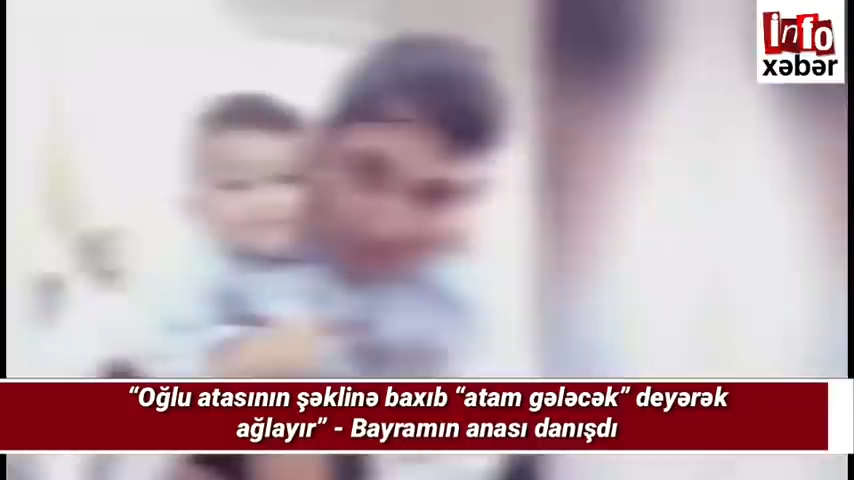 info
xəbər
“Oğlu atasının şəklinə baxıb “atam gələcək” deyərək
ağlayır” - Bayramın anası danışdı